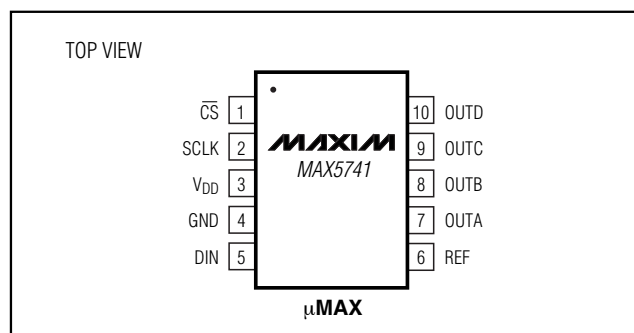 TOP VIEW
C̅S̅ 1
SCLK 2
VDD 3
GND 4
DIN 5
MAXIM
MAX5741
10 OUTD
9 OUTC
8 OUTB
7 OUTA
6 REF
μMAX